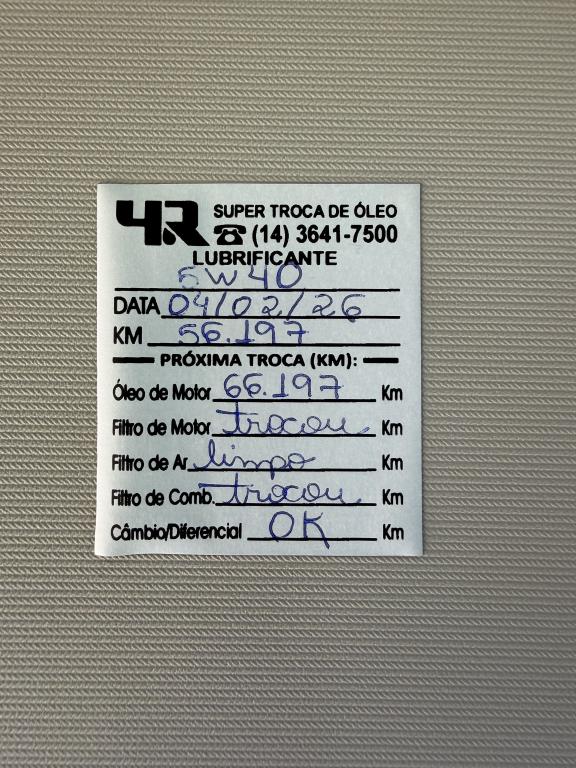 4R SUPER TROCA DE ÓLEO
☎ (14) 3641-7500
LUBRIFICANTE
5W40
DATA 04/02/26
KM 56.197
PRÓXIMA TROCA (KM):
Óleo de Motor 66.197 Km
Filtro de Motor trocou Km
Filtro de Ar limpo Km
Filtro de Comb. trocou Km
Câmbio/Diferencial OK Km